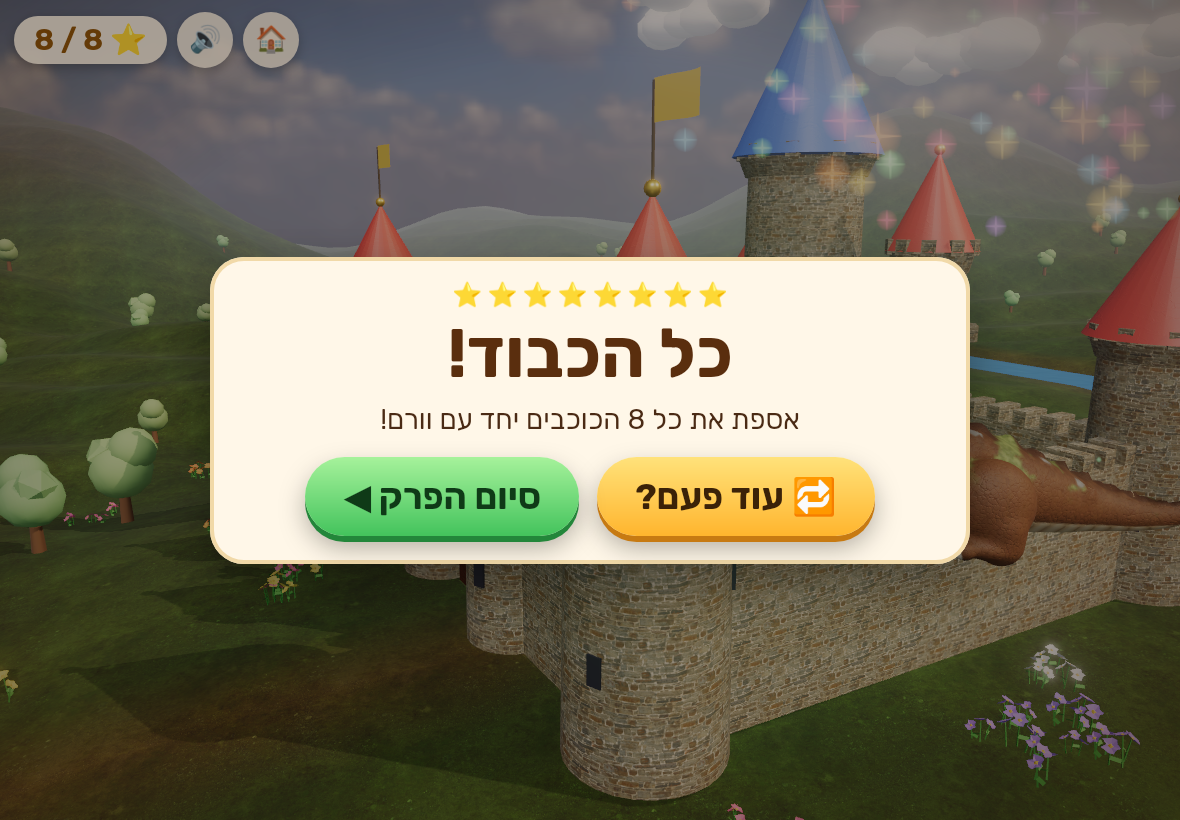 8 / 8 ⭐
כל הכבוד!
אספת את כל 8 הכוכבים יחד עם וורם!
עוד פעם?
סיום הפרק ◀